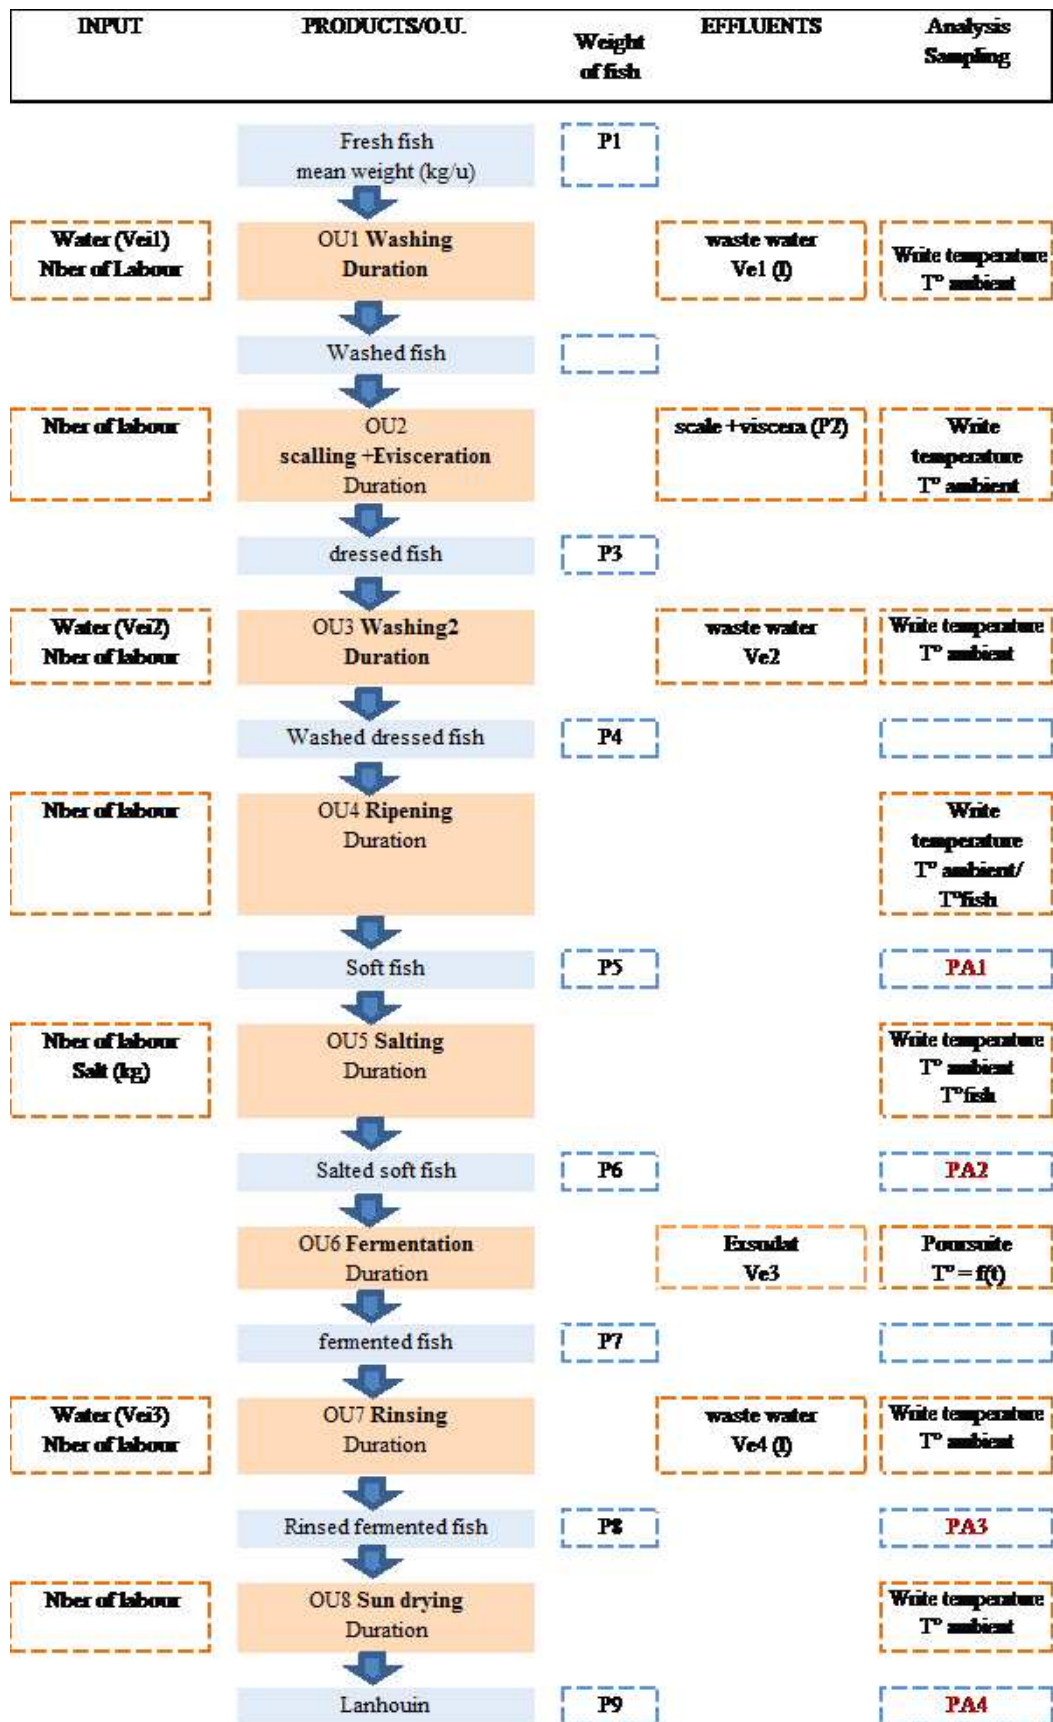 INPUT
PRODUCTS/O.U.
Weight
of fish
EFFLUENTS
Analysis
Sampling
Fresh fish
mean weight (kg/u)
P1
Water (Vei1)
Nber of Labour
OU1 Washing
Duration
waste water
Ve1 (l)
Write temperature
T° ambient
Washed fish
Nber of labour
OU2
scalling +Evisceration
Duration
scale +viscera (P2)
Write
temperature
T° ambient
dressed fish
P3
Water (Vei2)
Nber of labour
OU3 Washing2
Duration
waste water
Ve2
Write temperature
T° ambient
Washed dressed fish
P4
Nber of labour
OU4 Ripening
Duration
Write
temperature
T° ambient/
T°fish
Soft fish
P5
PA1
Nber of labour
Salt (kg)
OU5 Salting
Duration
Write temperature
T° ambient
T°fish
Salted soft fish
P6
PA2
OU6 Fermentation
Duration
Exsudat
Ve3
Poursuite
T° = f(t)
fermented fish
P7
Water (Vei3)
Nber of labour
OU7 Rinsing
Duration
waste water
Ve4 (l)
Write temperature
T° ambient
Rinsed fermented fish
P8
PA3
Nber of labour
OU8 Sun drying
Duration
Write temperature
T° ambient
Lanhouin
P9
PA4